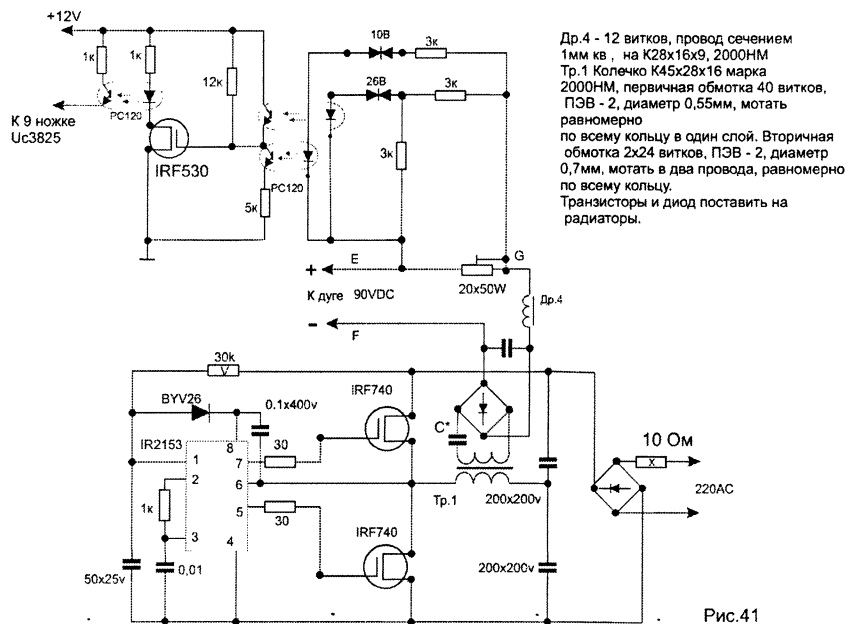 +12V
1к
1к
12к
PC120
К 9 ножке
Uc3825
IRF530
5к
PC120
10В
3к
26В
3к
3к
Др.4 - 12 витков, провод сечением
1мм кв , на К28х16х9, 2000НМ
Тр.1 Колечко К45х28х16 марка
2000НМ, первичная обмотка 40 витков,
ПЭВ - 2, диаметр 0,55мм, мотать
равномерно
по всему кольцу в один слой. Вторичная
обмотка 2х24 витков, ПЭВ - 2, диаметр
0,7мм, мотать в два провода, равномерно
по всему кольцу.
Транзисторы и диод поставить на
радиаторы.
+
E
G
К дуге 90VDC
20x50W
Др.4
-
F
30k
V
BYV26
0.1x400v
IRF740
C*
IR2153
8
1
7
30
2
6
5
30
1к
3
4
Тр.1
200x200v
10 Ом
x
220AC
IRF740
50x25v
0,01
200x200v
Рис.41